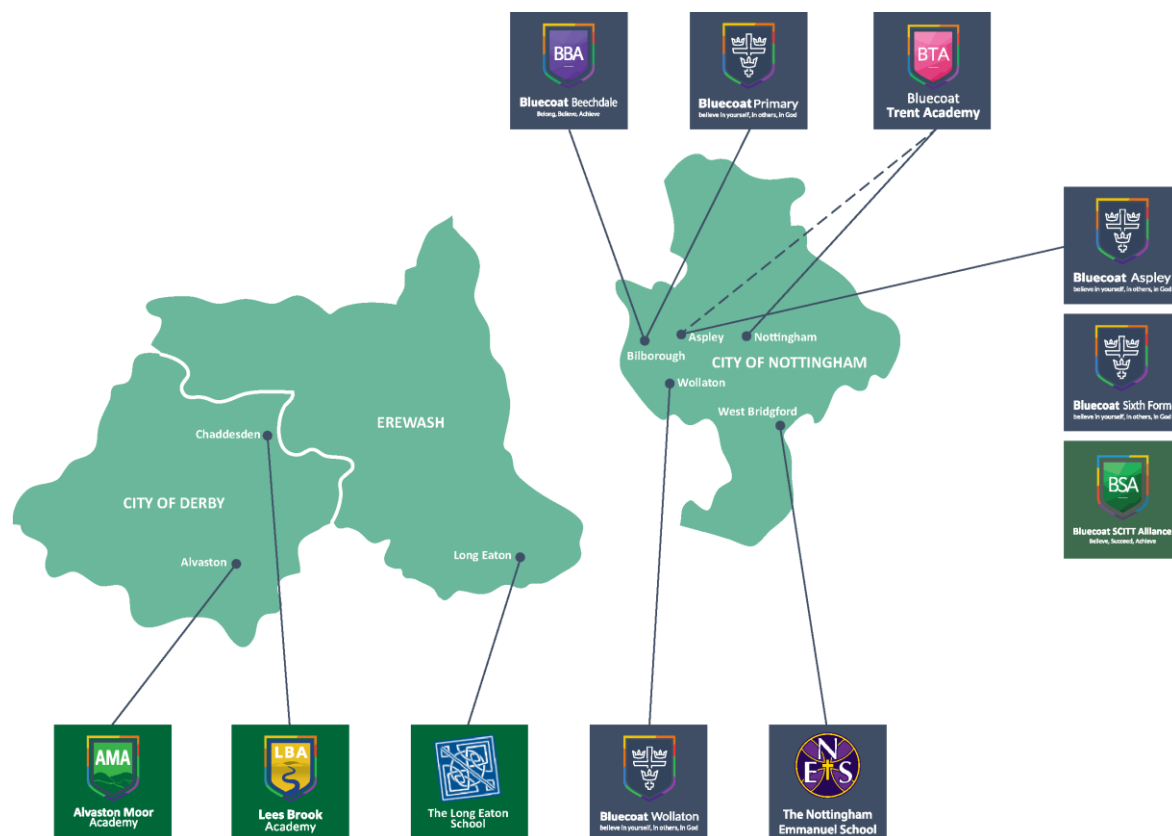 BBA
Bluecoat Beechdale
Belong, Believe, Achieve
Bluecoat Primary
believe in yourself, in others, in God
BTA
Bluecoat
Trent Academy
Bluecoat Aspley
believe in yourself, in others, in God
Bluecoat Sixth Form
believe in yourself, in others, in God
BSA
Bluecoat SCITT Alliance
Believe, Succeed, Achieve
Aspley
Nottingham
Bilborough
CITY OF NOTTINGHAM
Wollaton
West Bridgford
EREWASH
Chaddesden
CITY OF DERBY
Long Eaton
Alvaston
AMA
Alvaston Moor
Academy
LBA
Lees Brook
Academy
The Long Eaton
School
Bluecoat Wollaton
believe in yourself, in others, in God
N
E S
The Nottingham
Emmanuel School